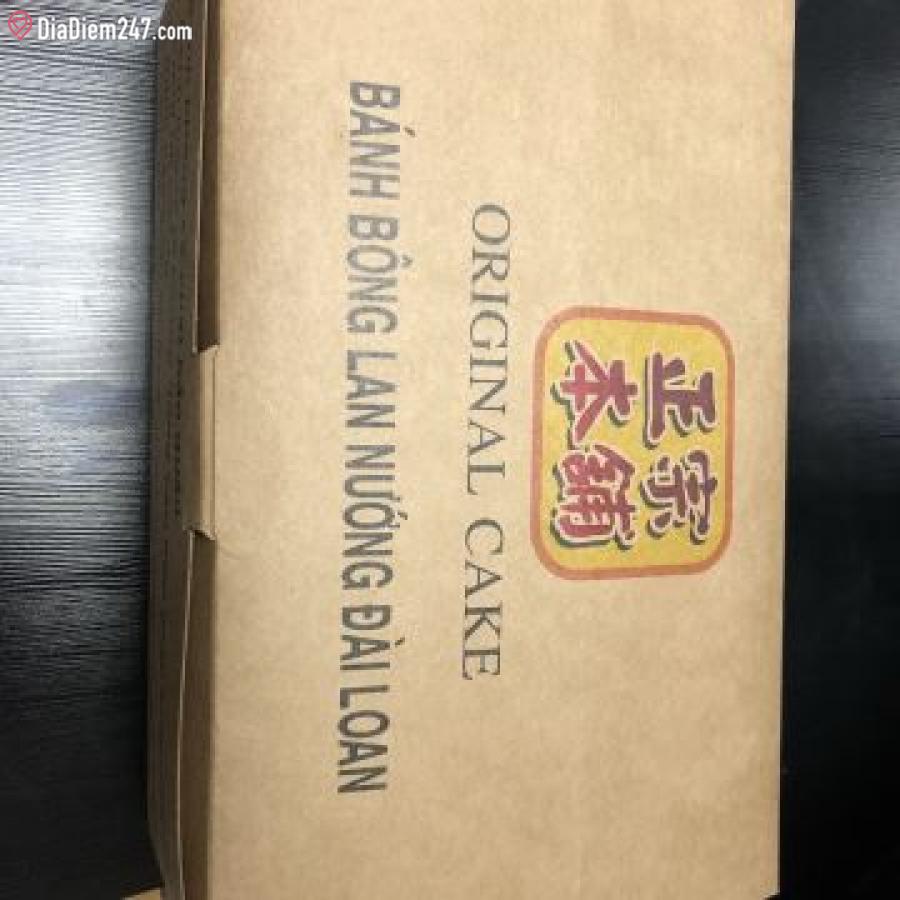 DiaDiem247.com
正宗
本舖
ORIGINAL CAKE
BÁNH BÔNG LAN NƯỚNG ĐÀI LOAN